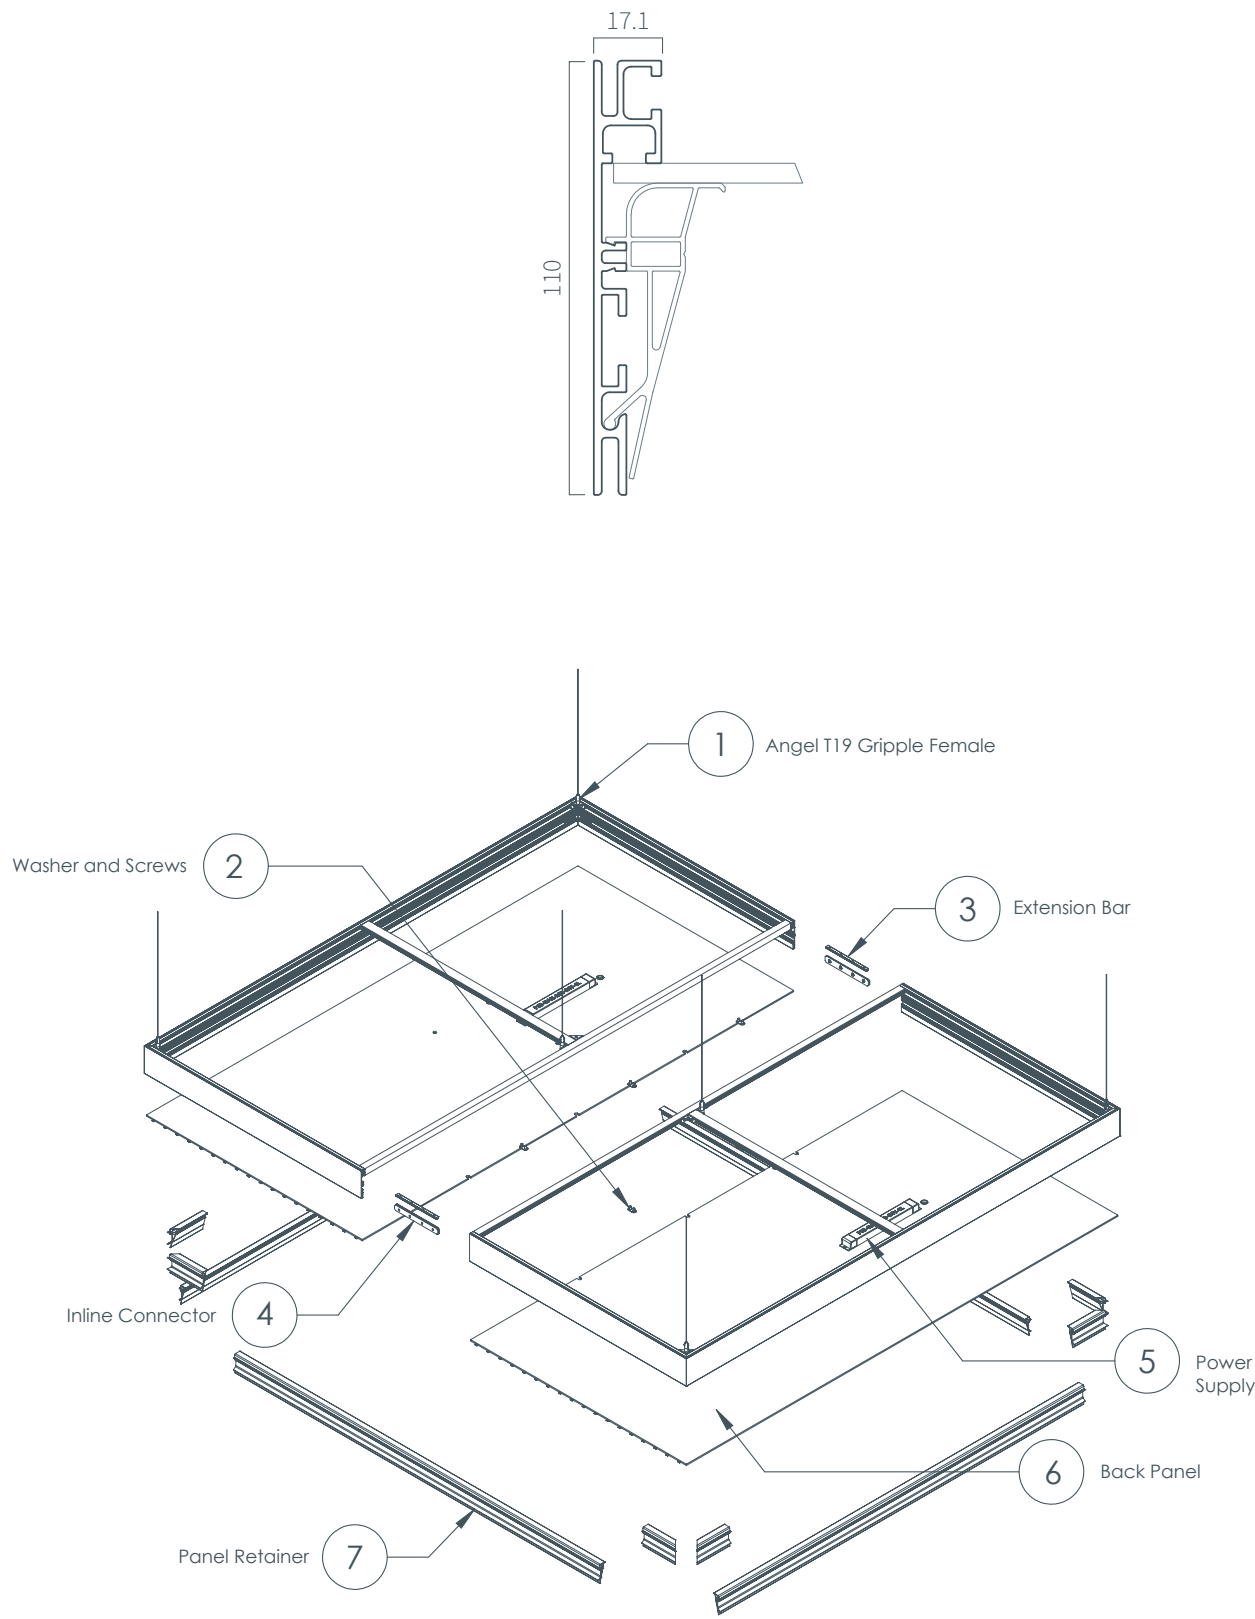 17.1
110
1
Angel T19 Gripple Female
Washer and Screws
2
3
Extension Bar
Inline Connector
4
5
Power
Supply
6
Back Panel
Panel Retainer
7